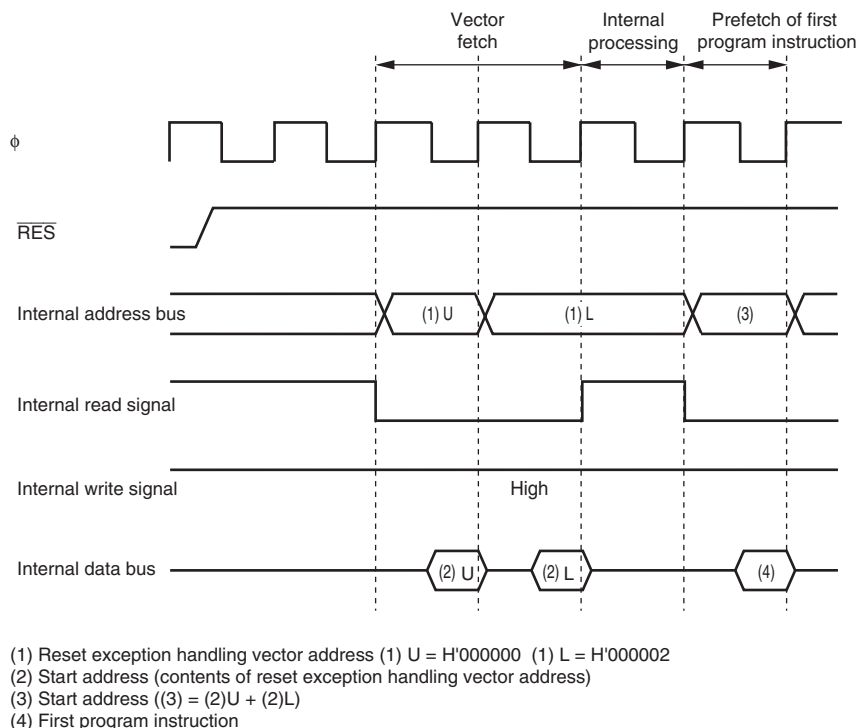 Vector
fetch
Internal
processing
Prefetch of first
program instruction
ϕ
R̅E̅S̅
Internal address bus
(1) U
(1) L
(3)
Internal read signal
Internal write signal
High
Internal data bus
(2) U
(2) L
(4)
(1) Reset exception handling vector address (1) U = H'000000 (1) L = H'000002
(2) Start address (contents of reset exception handling vector address)
(3) Start address ((3) = (2)U + (2)L)
(4) First program instruction